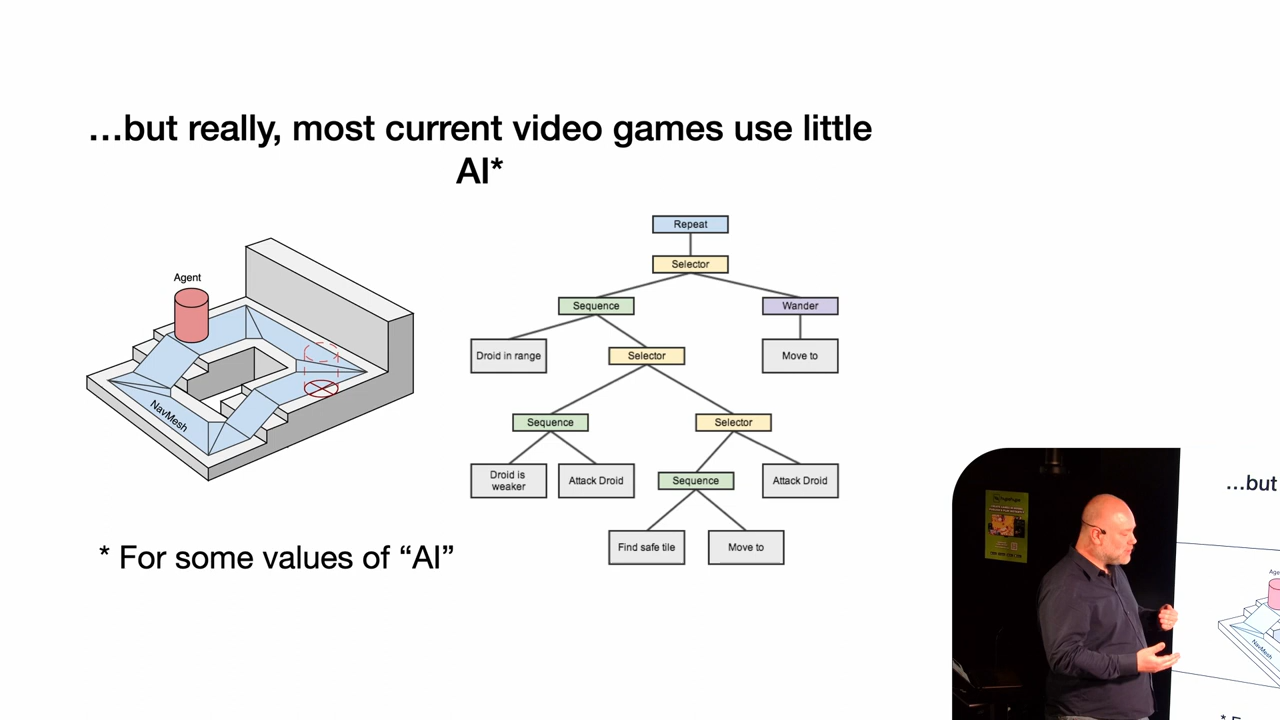 …but really, most current video games use little
AI*
Agent
NavMesh
Repeat
Selector
Sequence
Wander
Droid in range
Selector
Move to
Sequence
Selector
Droid is
weaker
Attack Droid
Sequence
Attack Droid
Find safe tile
Move to
* For some values of “AI”
…but
NavMesh